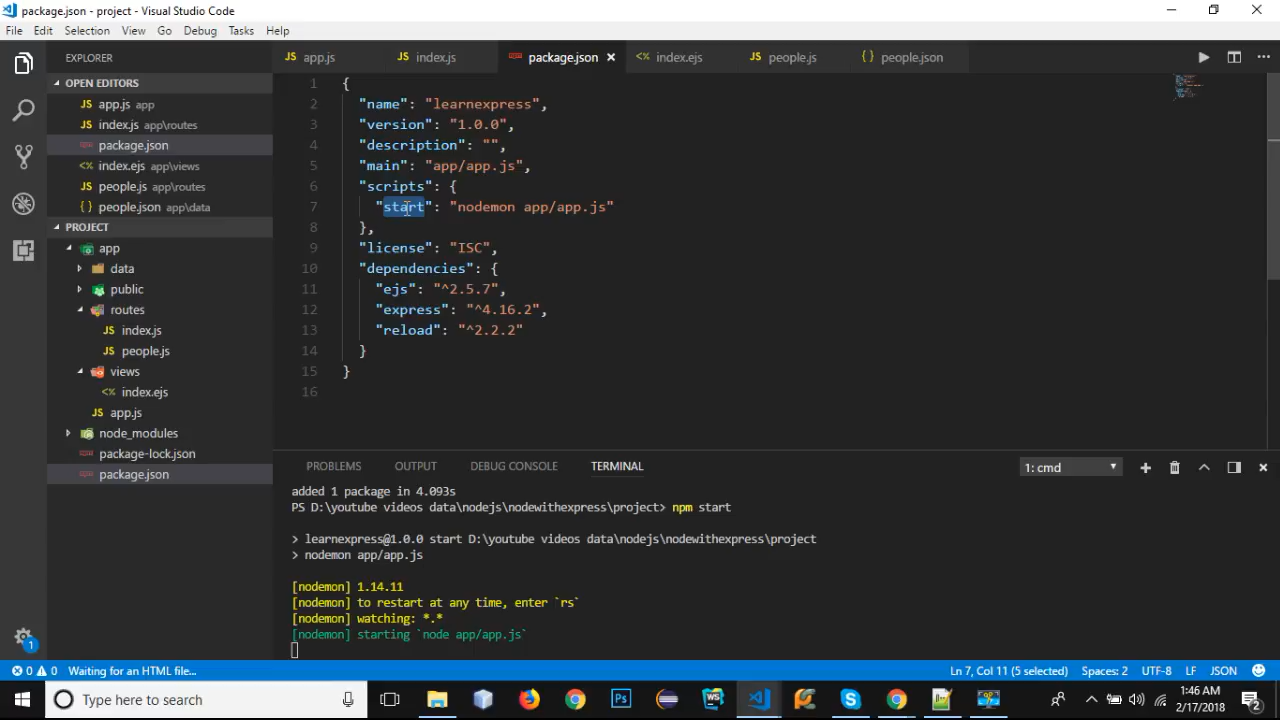 package.json - project - Visual Studio Code
File Edit Selection View Go Debug Tasks Help
EXPLORER
OPEN EDITORS
app.js app
index.js app\routes
package.json
index.ejs app\views
people.js app\routes
people.json app\data
PROJECT
app
data
public
routes
index.js
people.js
views
index.ejs
app.js
node_modules
package-lock.json
package.json
app.js index.js package.json index.ejs people.js people.json
1 {
2 "name": "learnexpress",
3 "version": "1.0.0",
4 "description": "",
5 "main": "app/app.js",
6 "scripts": {
7 "start": "nodemon app/app.js"
8 },
9 "license": "ISC",
10 "dependencies": {
11 "ejs": "^2.5.7",
12 "express": "^4.16.2",
13 "reload": "^2.2.2"
14 }
15 }
16
PROBLEMS OUTPUT DEBUG CONSOLE TERMINAL 1: cmd
added 1 package in 4.093s
PS D:\youtube videos data\nodejs\nodewithexpress\project> npm start
> learnexpress@1.0.0 start D:\youtube videos data\nodejs\nodewithexpress\project
> nodemon app/app.js
[nodemon] 1.14.11
[nodemon] to restart at any time, enter `rs`
[nodemon] watching: *.*
[nodemon] starting `node app/app.js`
1
0 0 Waiting for an HTML file... Ln 7, Col 11 (5 selected) Spaces: 2 UTF-8 LF JSON
Type here to search
1:46 AM
2/17/2018
2